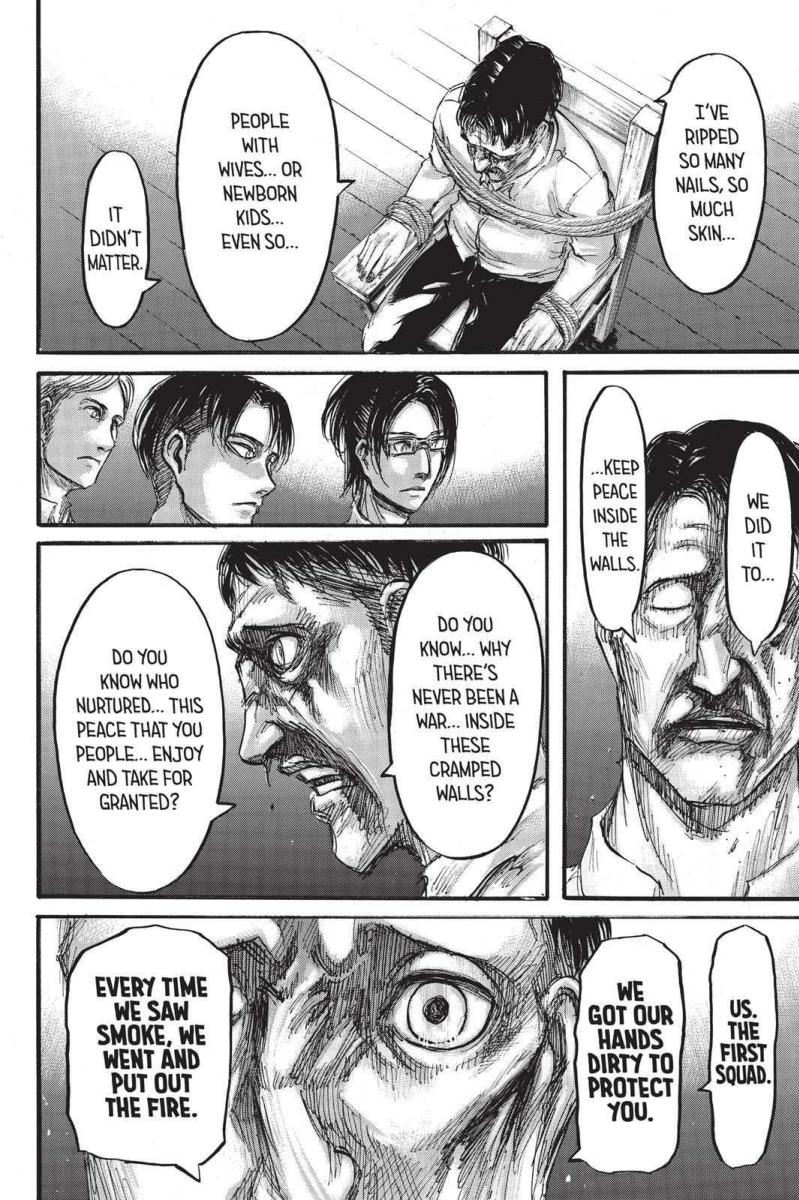 I'VE
RIPPED
SO MANY
NAILS, SO
MUCH
SKIN...
PEOPLE
WITH
WIVES... OR
NEWBORN
KIDS...
EVEN SO...
IT
DIDN'T
MATTER.
WE
DID IT
TO...
...KEEP
PEACE
INSIDE
THE
WALLS.
DO YOU
KNOW... WHY
THERE'S
NEVER BEEN A
WAR... INSIDE
THESE
CRAMPED
WALLS?
DO YOU
KNOW WHO
NURTURED... THIS
PEACE THAT YOU
PEOPLE... ENJOY
AND TAKE FOR
GRANTED?
US.
THE
FIRST
SQUAD.
WE
GOT OUR
HANDS
DIRTY TO
PROTECT
YOU.
EVERY TIME
WE SAW
SMOKE, WE
WENT AND
PUT OUT
THE FIRE.